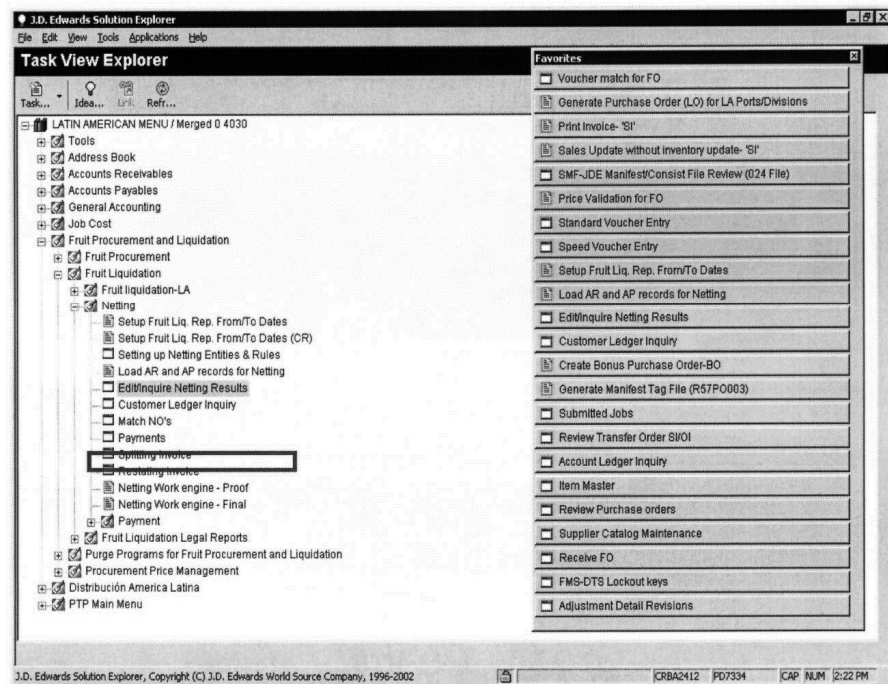 J.D. Edwards Solution Explorer
File Edit View Tools Applications Help
Task View Explorer
Task... Idea... Link Refr...
LATIN AMERICAN MENU / Merged 0 4030
Tools
Address Book
Accounts Receivables
Accounts Payables
General Accounting
Job Cost
Fruit Procurement and Liquidation
Fruit Procurement
Fruit Liquidation
Fruit liquidation-LA
Netting
Setup Fruit Liq. Rep. From/To Dates
Setup Fruit Liq. Rep. From/To Dates (CR)
Setting up Netting Entities & Rules
Load AR and AP records for Netting
Edit/Inquire Netting Results
Customer Ledger Inquiry
Match NO's
Payments
Splitting Invoice
Restating Invoice
Netting Work engine - Proof
Netting Work engine - Final
Payment
Fruit Liquidation Legal Reports
Purge Programs for Fruit Procurement and Liquidation
Procurement Price Management
Distribución America Latina
PTP Main Menu
Favorites
Voucher match for FO
Generate Purchase Order (LO) for LA Ports/Divisions
Print Invoice- 'SI'
Sales Update without inventory update- 'SI'
SMF-JDE Manifest/Consist File Review (024 File)
Price Validation for FO
Standard Voucher Entry
Speed Voucher Entry
Setup Fruit Liq. Rep. From/To Dates
Load AR and AP records for Netting
Edit/Inquire Netting Results
Customer Ledger Inquiry
Create Bonus Purchase Order-BO
Generate Manifest Tag File (R57PO003)
Submitted Jobs
Review Transfer Order SI/OI
Account Ledger Inquiry
Item Master
Review Purchase orders
Supplier Catalog Maintenance
Receive FO
FMS-DTS Lockout keys
Adjustment Detail Revisions
J.D. Edwards Solution Explorer, Copyright (C) J.D. Edwards World Source Company, 1996-2002 CRBA2412 PD7334 CAP NUM 2:22 PM